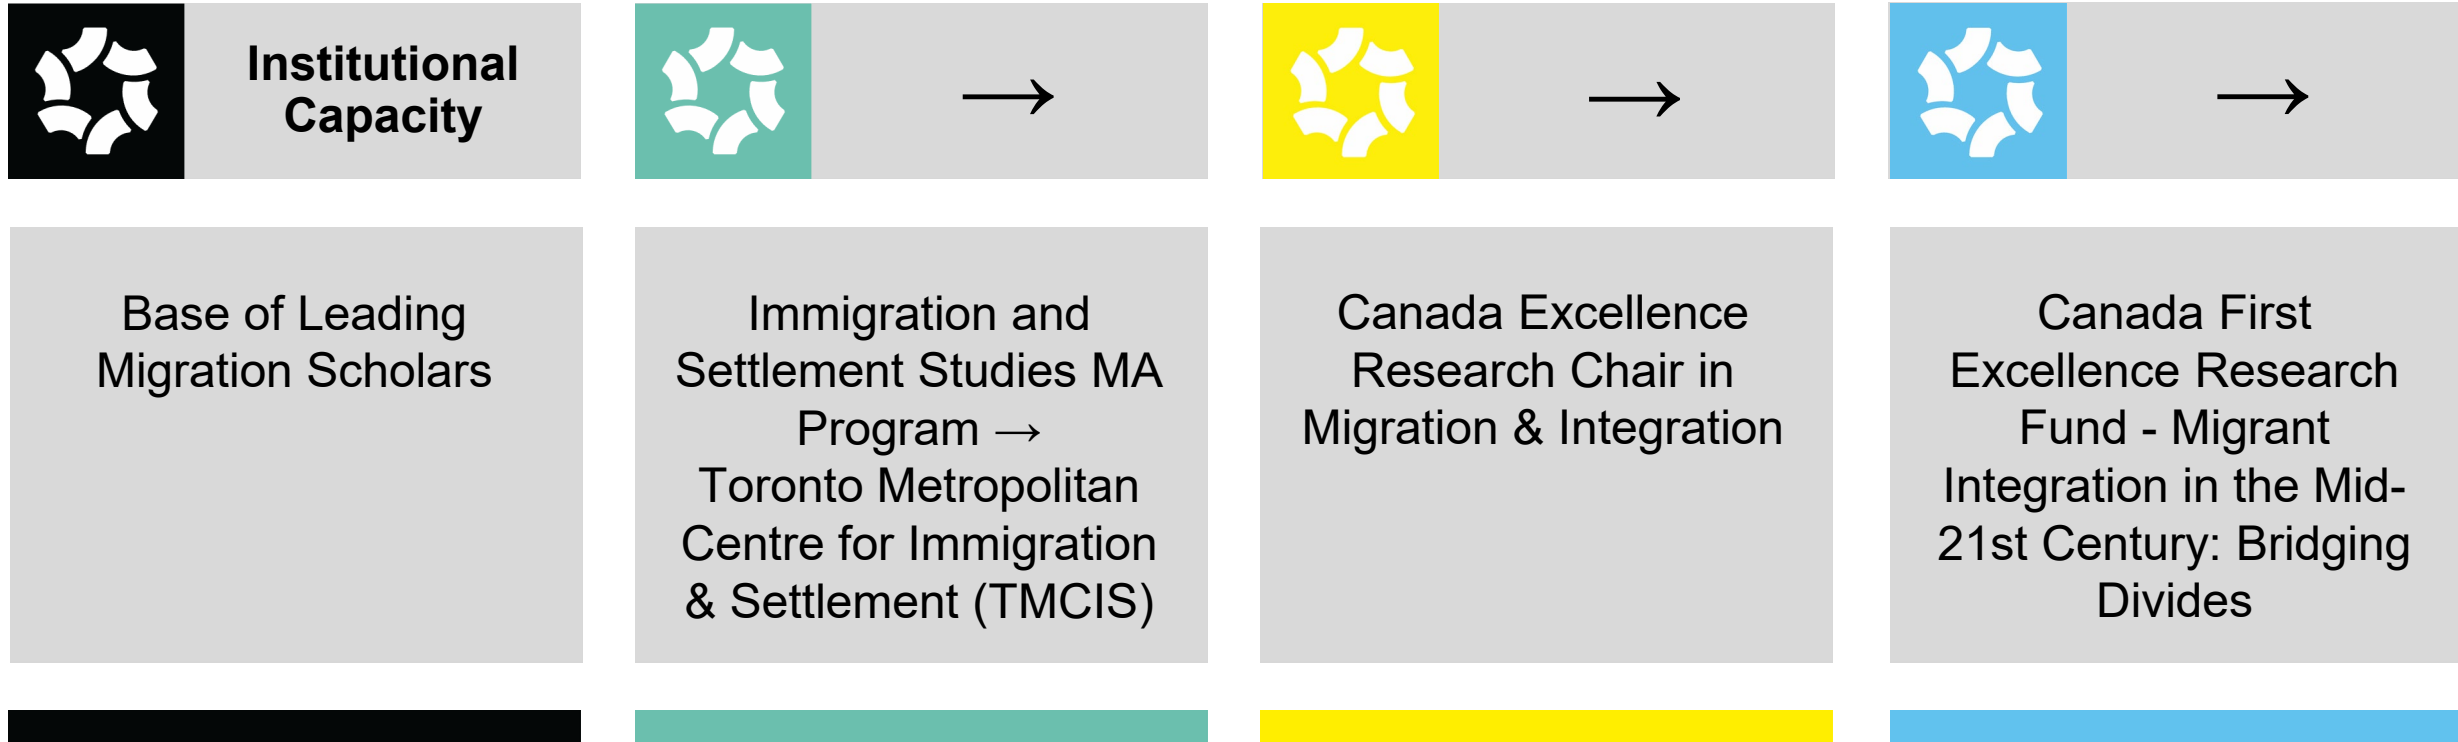 Institutional
Capacity
→
→
→
Base of Leading
Migration Scholars
Immigration and
Settlement Studies MA
Program →
Toronto Metropolitan
Centre for Immigration
& Settlement (TMCIS)
Canada Excellence
Research Chair in
Migration & Integration
Canada First
Excellence Research
Fund - Migrant
Integration in the Mid-
21st Century: Bridging
Divides